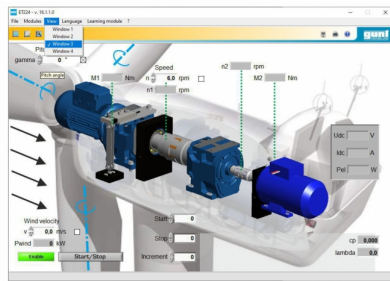 ET224 - v. 16.1.1.0
File Modules View Language Learning module ?
Window 1
Window 2
Window 3
Window 4
gunt
gamma 0 °
Pitch angle
Speed
n 6,0 rpm
n1 rpm
n2 rpm
M1 Nm
M2 Nm
Udc V
Idc A
Pel W
Wind velocity
v 0,0 m/s
Pwind 0 kW
Enable
Start/Stop
Start 0
Stop 0
Increment 0
cp 0,000
lambda 0,0